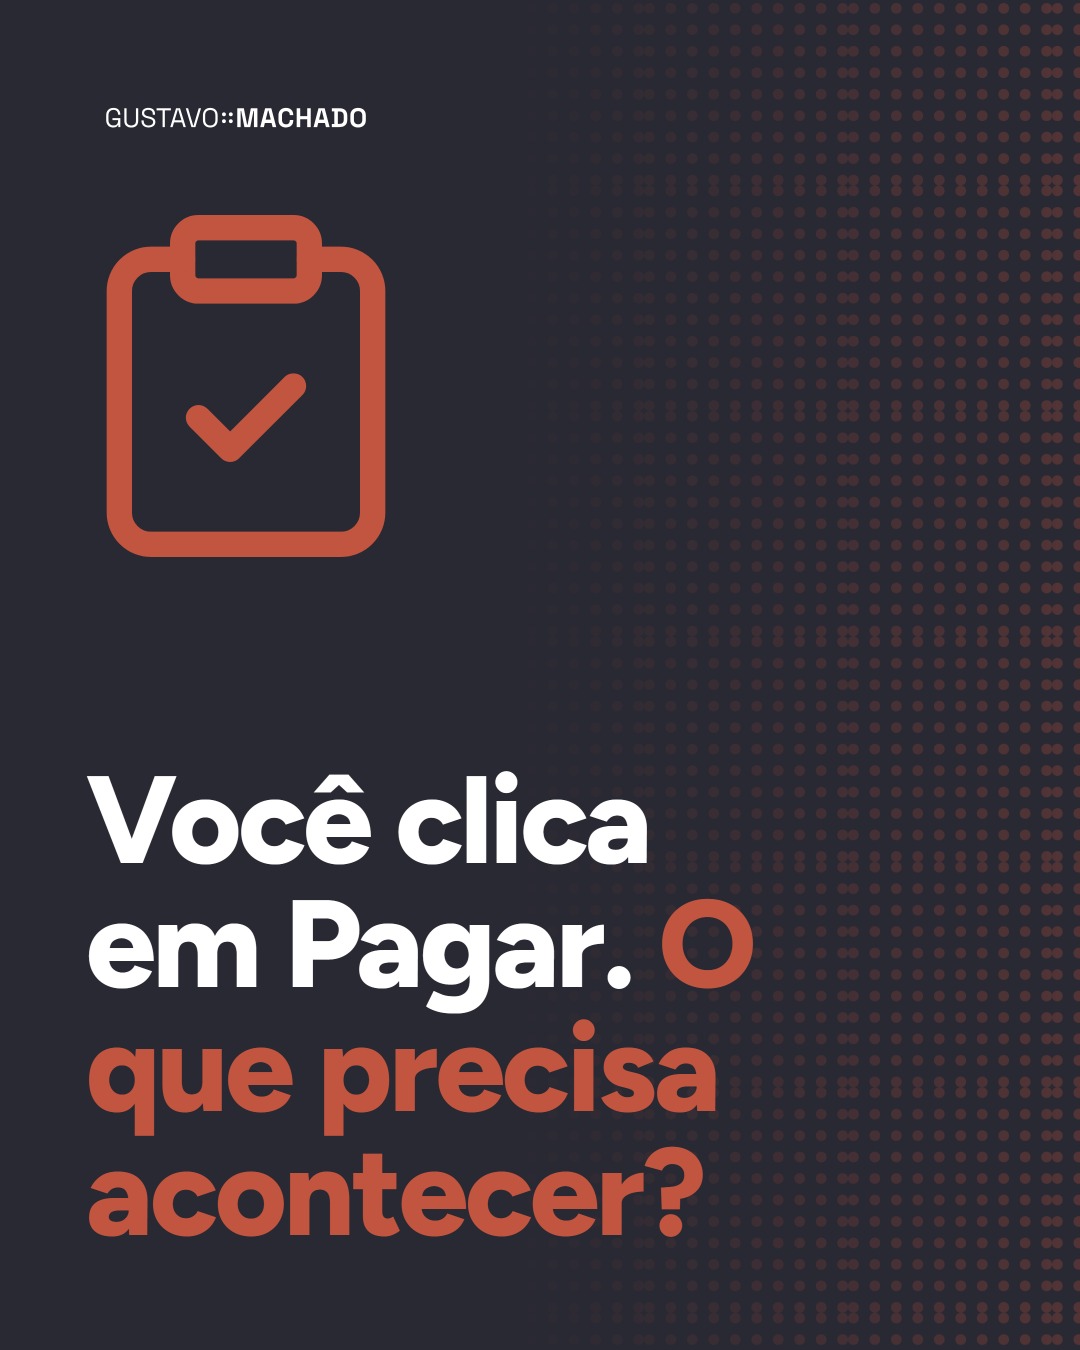 GUSTAVO::MACHADO
Você clica
em Pagar. O
que precisa
acontecer?